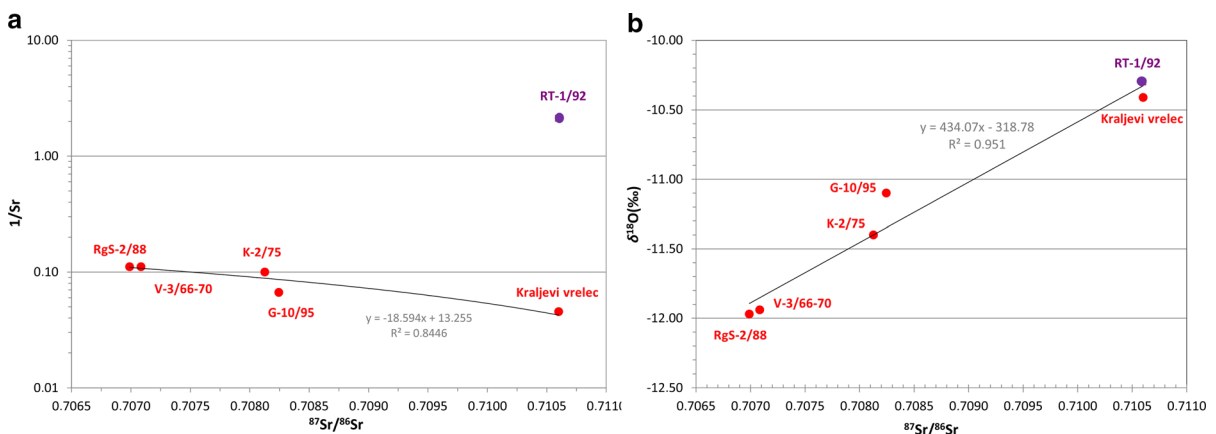 a
10.00
1.00
0.10
0.01
1/Sr
RT-1/92
RgS-2/88
V-3/66-70
K-2/75
G-10/95
Kraljevi vrelec
y = -18.594x + 13.255
R² = 0.8446
0.7065 0.7070 0.7075 0.7080 0.7085 0.7090 0.7095 0.7100 0.7105 0.7110
⁸⁷Sr/⁸⁶Sr
b
-10.00
-10.50
-11.00
-11.50
-12.00
-12.50
δ¹⁸O(‰)
RT-1/92
Kraljevi vrelec
y = 434.07x - 318.78
R² = 0.951
G-10/95
K-2/75
V-3/66-70
RgS-2/88
0.7065 0.7070 0.7075 0.7080 0.7085 0.7090 0.7095 0.7100 0.7105 0.7110
⁸⁷Sr/⁸⁶Sr